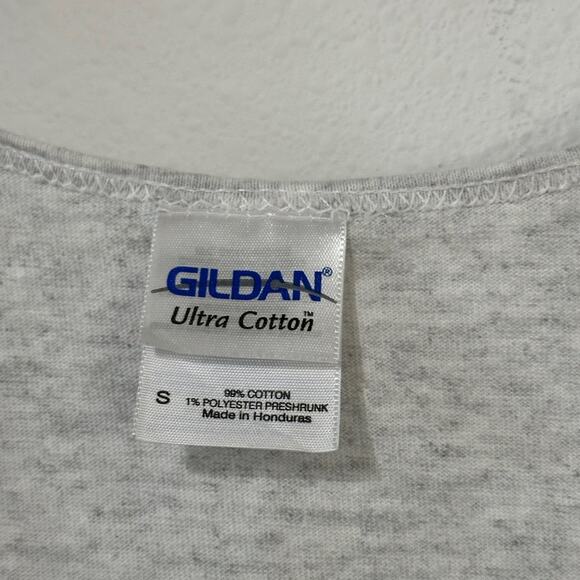 GILDAN®
Ultra Cotton™
S
99% COTTON
1% POLYESTER PRESHRUNK
Made in Honduras